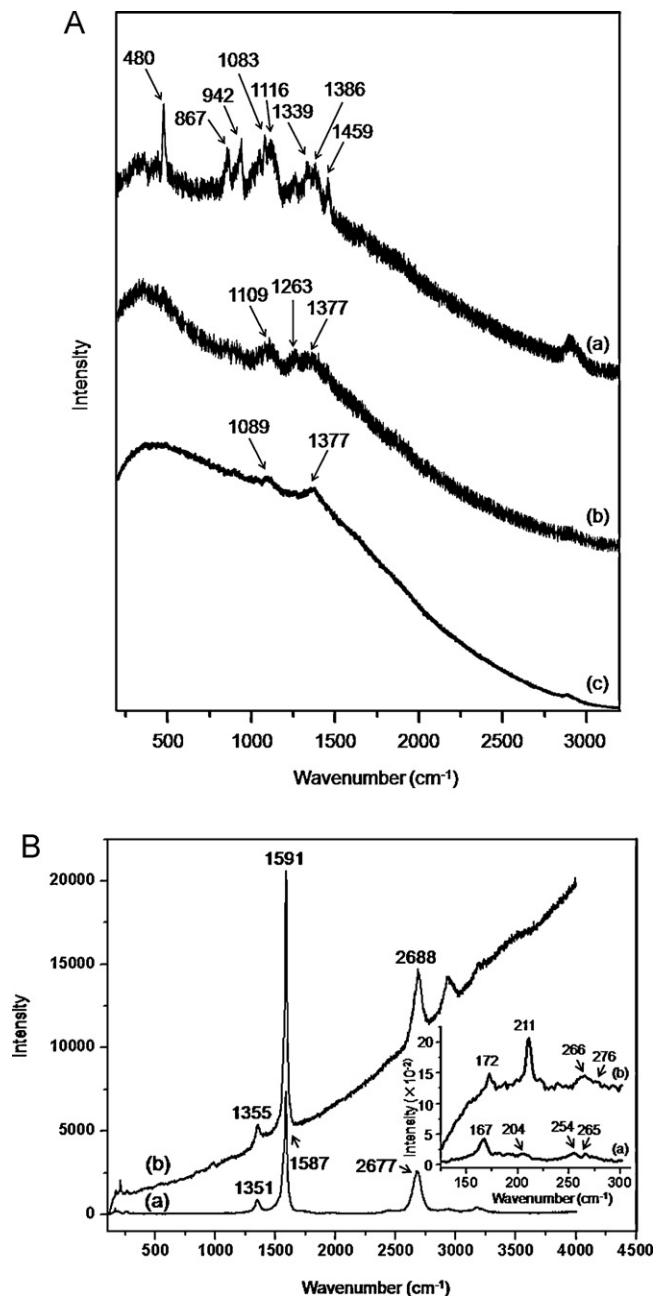 A
480
867
942
1083
1116
1339
1386
1459
(a)
1109
1263
1377
(b)
1089
1377
(c)
Intensity
500 1000 1500 2000 2500 3000
Wavenumber (cm-1)
B
20000
15000
10000
5000
0
Intensity
1591
2688
1355
1587
(b)
1351
2677
(a)
500 1000 1500 2000 2500 3000 3500 4000 4500
Wavenumber (cm-1)
20
15
10
5
0
Intensity (×10-2)
172
211
266
276
(b)
167
204
254
265
(a)
150 200 250 300
Wavenumber (cm-1)